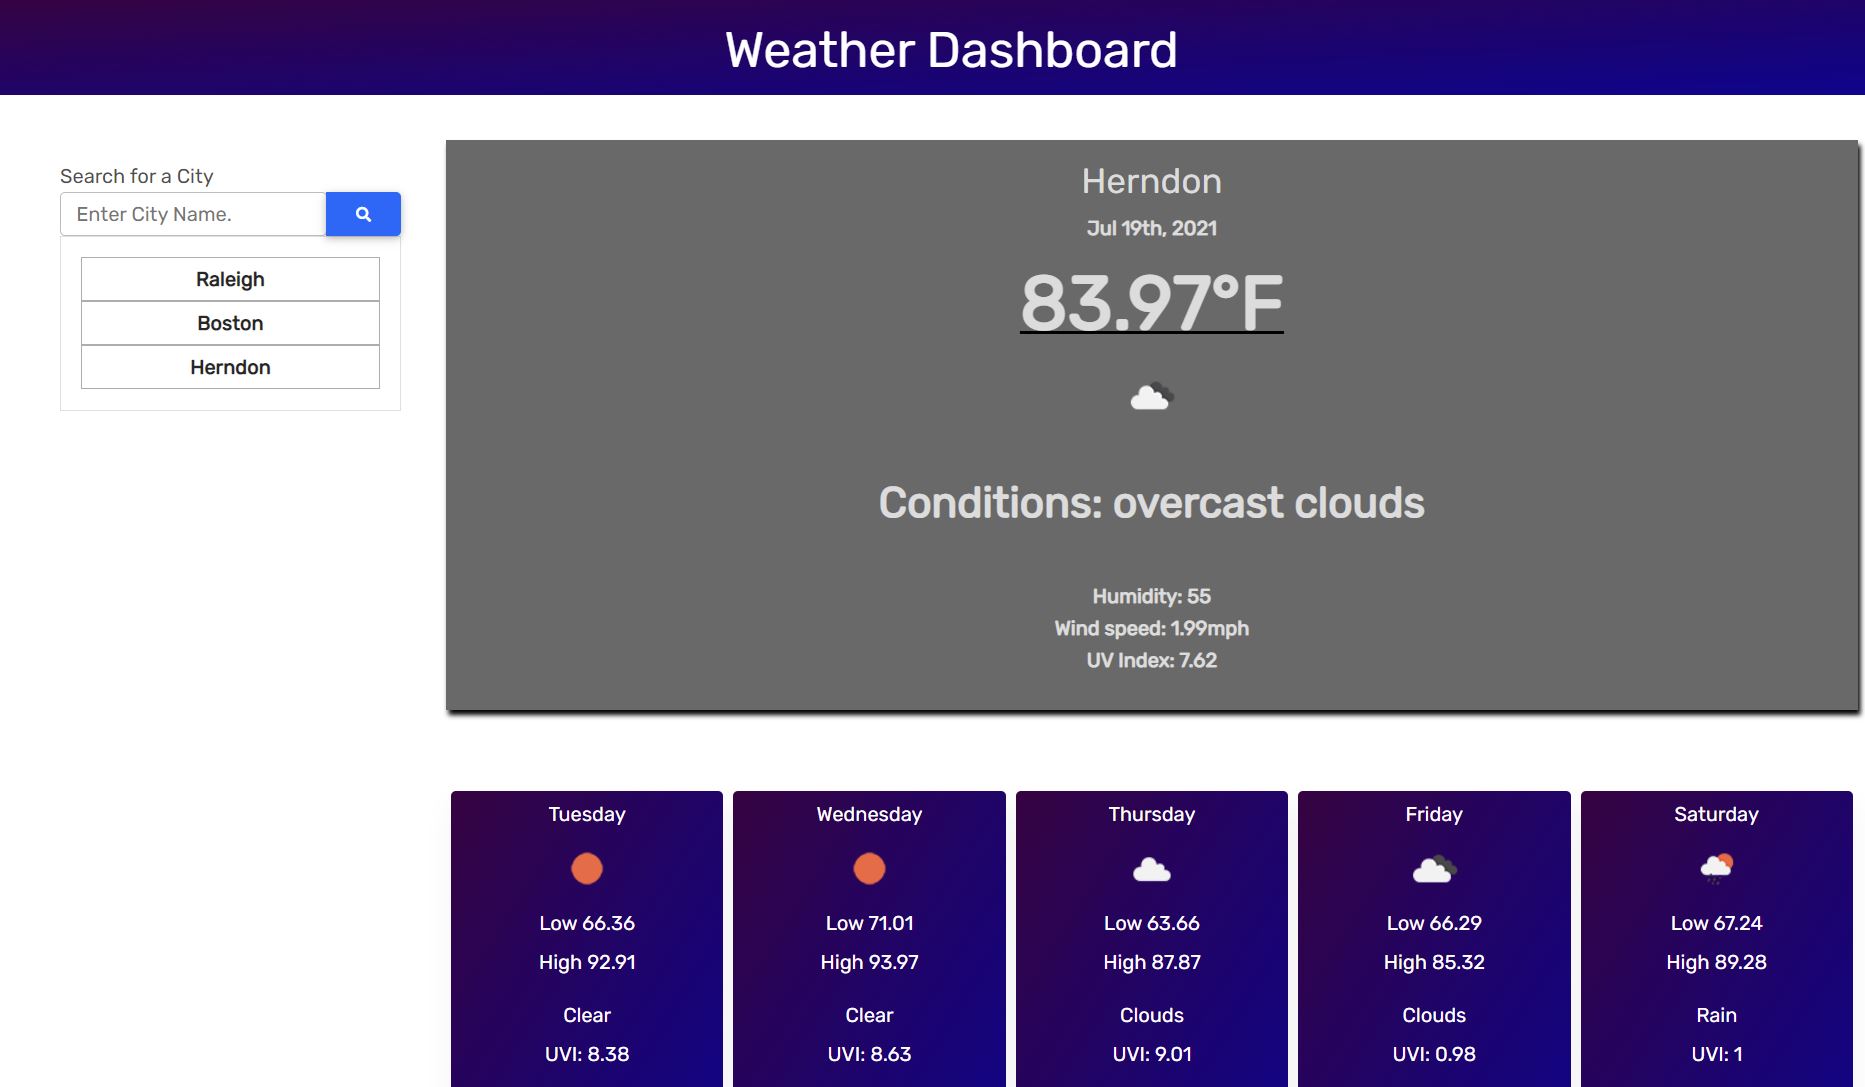 Weather Dashboard
Search for a City
Enter City Name.
Raleigh
Boston
Herndon
Herndon
Jul 19th, 2021
83.97°F
Conditions: overcast clouds
Humidity: 55
Wind speed: 1.99mph
UV Index: 7.62
Tuesday
Low 66.36
High 92.91
Clear
UVI: 8.38
Wednesday
Low 71.01
High 93.97
Clear
UVI: 8.63
Thursday
Low 63.66
High 87.87
Clouds
UVI: 9.01
Friday
Low 66.29
High 85.32
Clouds
UVI: 0.98
Saturday
Low 67.24
High 89.28
Rain
UVI: 1